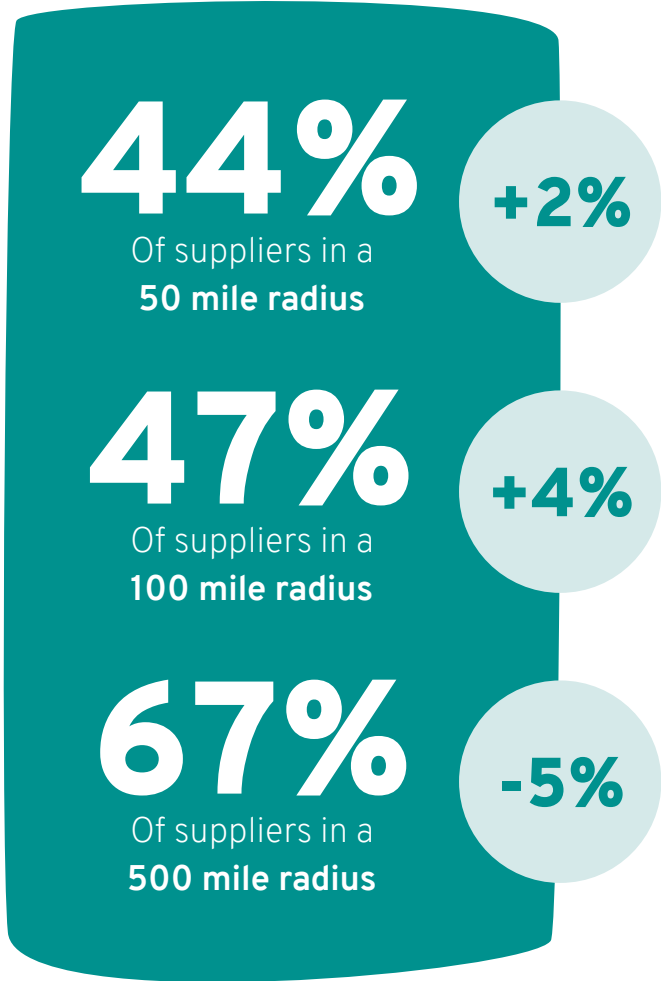 44%
+2%
Of suppliers in a
50 mile radius
47%
+4%
Of suppliers in a
100 mile radius
67%
-5%
Of suppliers in a
500 mile radius